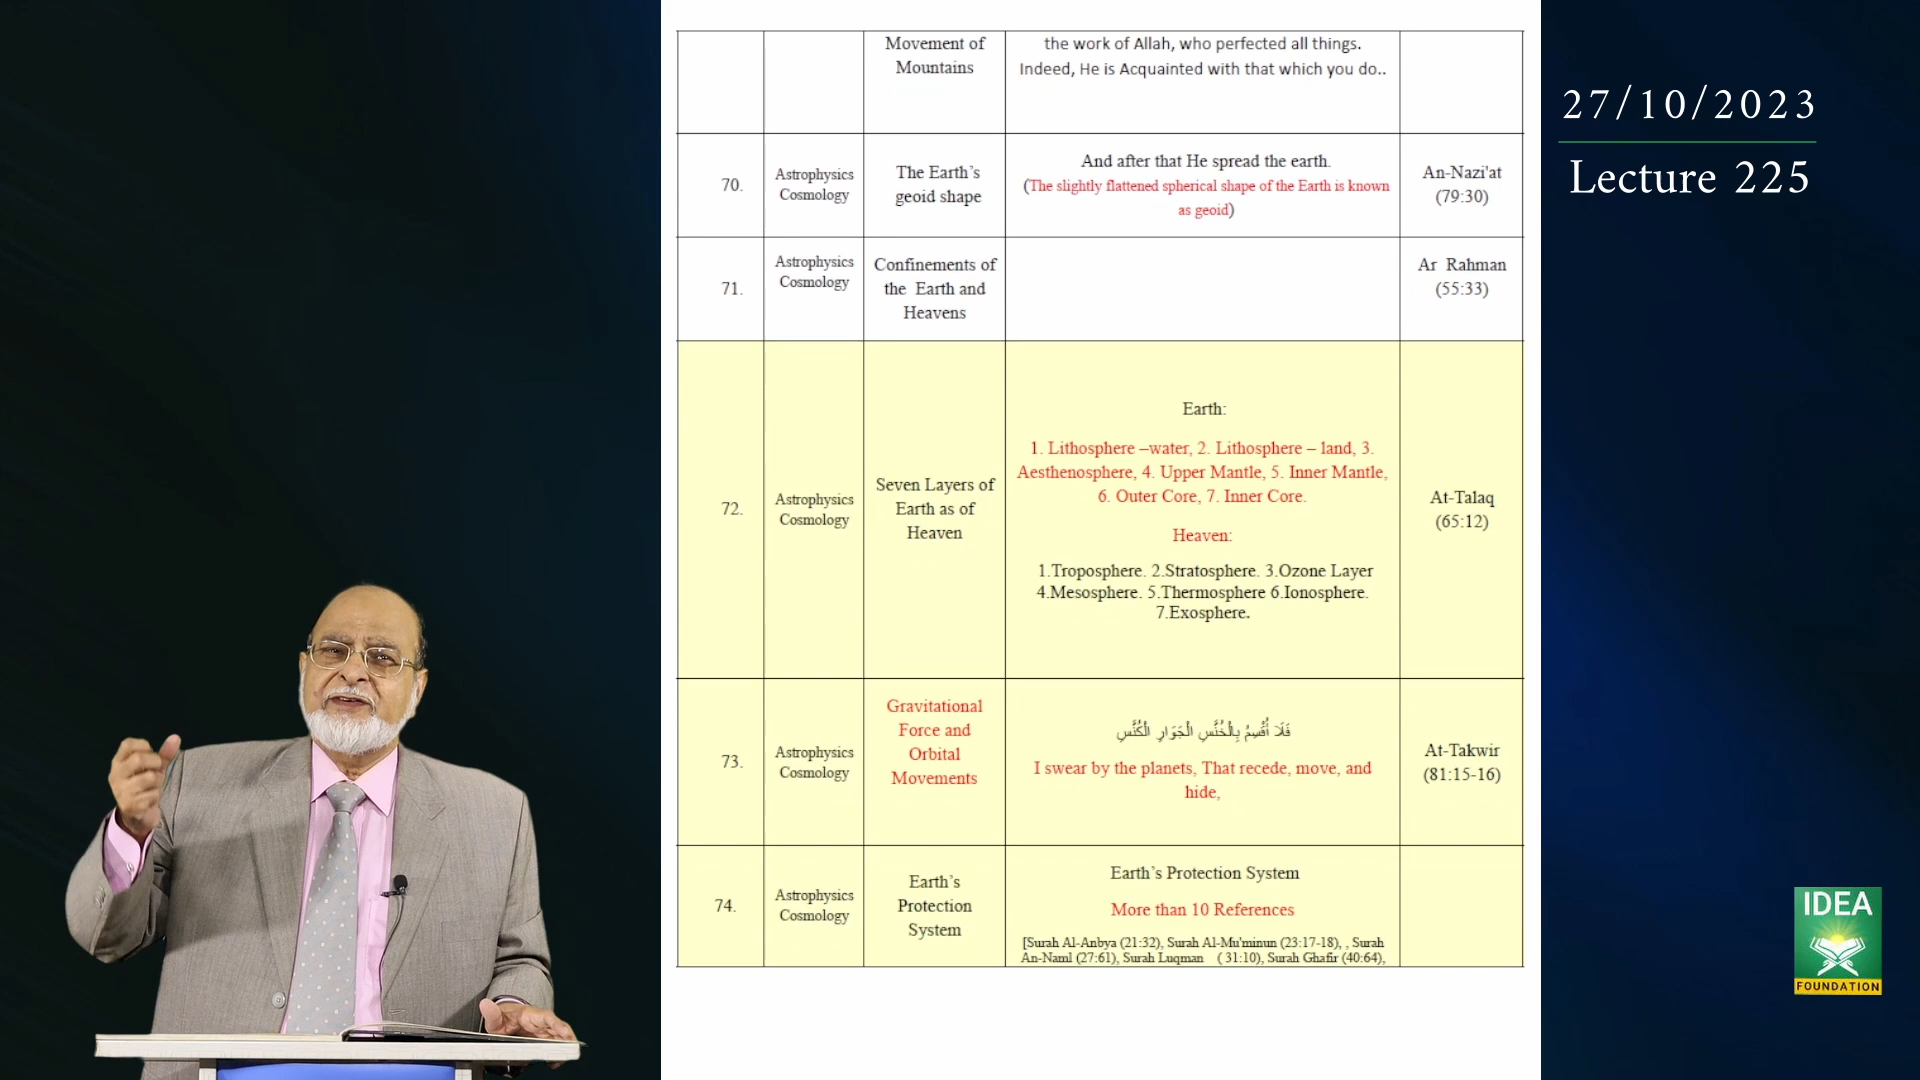 Movement of
Mountains
the work of Allah, who perfected all things.
Indeed, He is Acquainted with that which you do..
70.
Astrophysics
Cosmology
The Earth's
geoid shape
And after that He spread the earth.
(The slightly flattened spherical shape of the Earth is known
as geoid)
An-Nazi'at
(79:30)
71.
Astrophysics
Cosmology
Confinements of
the Earth and
Heavens
Ar Rahman
(55:33)
72.
Astrophysics
Cosmology
Seven Layers of
Earth as of
Heaven
Earth:
1. Lithosphere –water, 2. Lithosphere – land, 3.
Aesthenosphere, 4. Upper Mantle, 5. Inner Mantle,
6. Outer Core, 7. Inner Core.
Heaven:
1.Troposphere. 2.Stratosphere. 3.Ozone Layer
4.Mesosphere. 5.Thermosphere 6.Ionosphere.
7.Exosphere.
At-Talaq
(65:12)
73.
Astrophysics
Cosmology
Gravitational
Force and
Orbital
Movements
فَلَا أُقْسِمُ بِالْخُنَّسِ الْجَوَارِ الْكُنَّسِ
I swear by the planets, That recede, move, and
hide,
At-Takwir
(81:15-16)
74.
Astrophysics
Cosmology
Earth's
Protection
System
Earth's Protection System
More than 10 References
[Surah Al-Anbya (21:32), Surah Al-Mu'minun (23:17-18), , Surah
An-Naml (27:61), Surah Luqman ( 31:10), Surah Ghafir (40:64),
27/10/2023
Lecture 225
IDEA
FOUNDATION